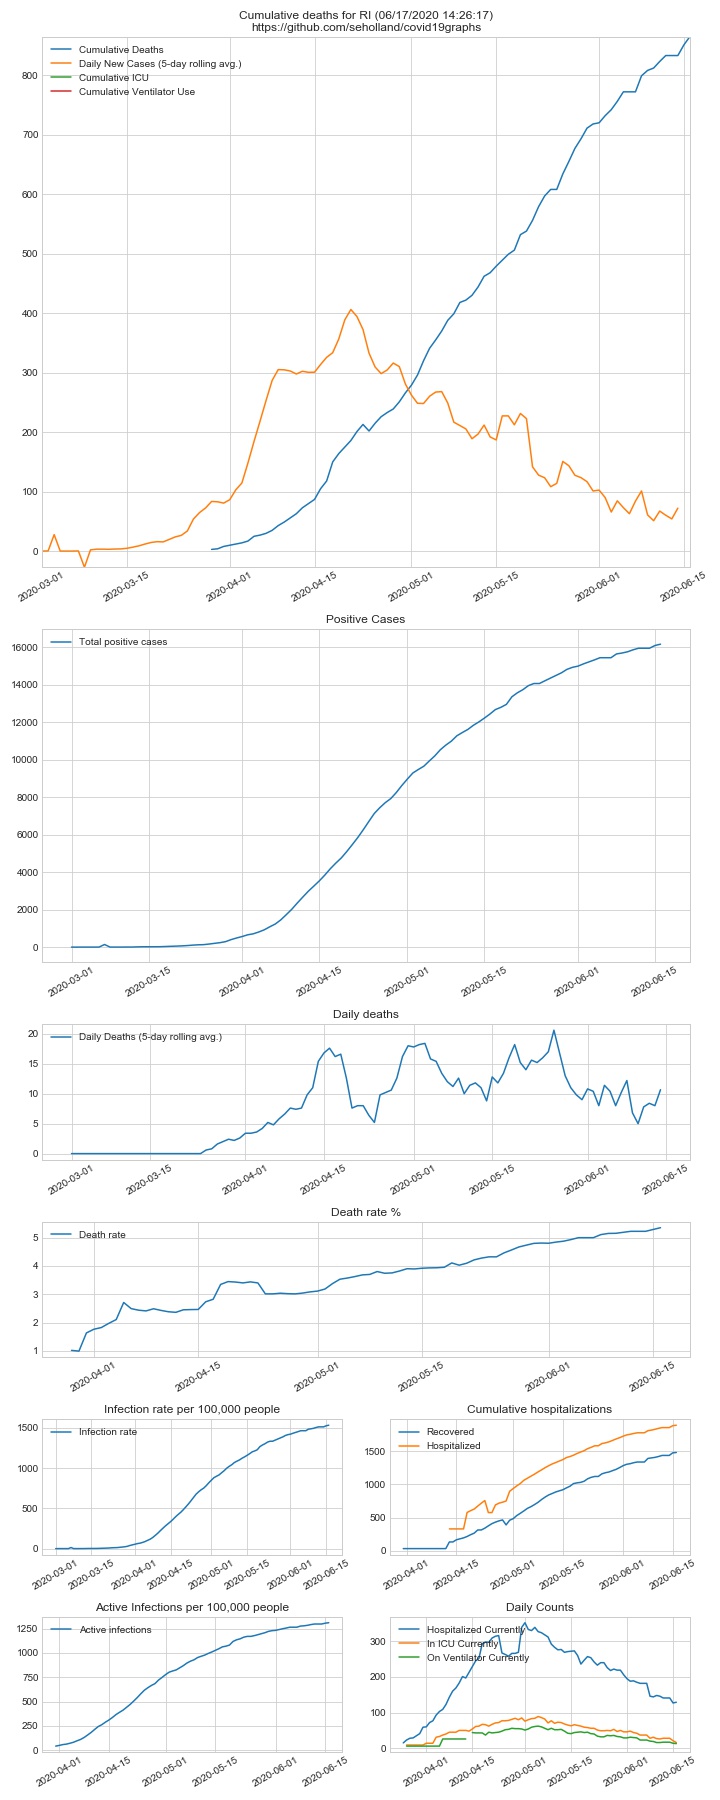 Cumulative deaths for RI (06/17/2020 14:26:17)
https://github.com/seholland/covid19graphs
Cumulative Deaths
Daily New Cases (5-day rolling avg.)
Cumulative ICU
Cumulative Ventilator Use
800
700
600
500
400
300
200
100
0
2020-03-01 2020-03-15 2020-04-01 2020-04-15 2020-05-01 2020-05-15 2020-06-01 2020-06-15
Positive Cases
Total positive cases
16000
14000
12000
10000
8000
6000
4000
2000
0
2020-03-01 2020-03-15 2020-04-01 2020-04-15 2020-05-01 2020-05-15 2020-06-01 2020-06-15
Daily deaths
Daily Deaths (5-day rolling avg.)
20
15
10
5
0
2020-03-01 2020-03-15 2020-04-01 2020-04-15 2020-05-01 2020-05-15 2020-06-01 2020-06-15
Death rate %
Death rate
5
4
3
2
1
2020-04-01 2020-04-15 2020-05-01 2020-05-15 2020-06-01 2020-06-15
Infection rate per 100,000 people
Infection rate
1500
1000
500
0
2020-03-01 2020-03-15 2020-04-01 2020-04-15 2020-05-01 2020-05-15 2020-06-01 2020-06-15
Cumulative hospitalizations
Recovered
Hospitalized
1500
1000
500
0
2020-04-01 2020-04-15 2020-05-01 2020-05-15 2020-06-01 2020-06-15
Active Infections per 100,000 people
Active infections
1250
1000
750
500
250
0
2020-04-01 2020-04-15 2020-05-01 2020-05-15 2020-06-01 2020-06-15
Daily Counts
Hospitalized Currently
In ICU Currently
On Ventilator Currently
300
200
100
0
2020-04-01 2020-04-15 2020-05-01 2020-05-15 2020-06-01 2020-06-15